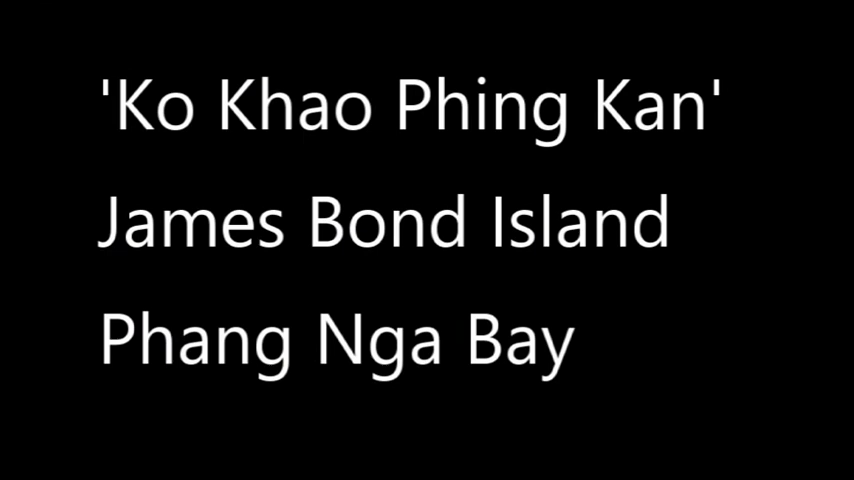 'Ko Khao Phing Kan'
James Bond Island
Phang Nga Bay